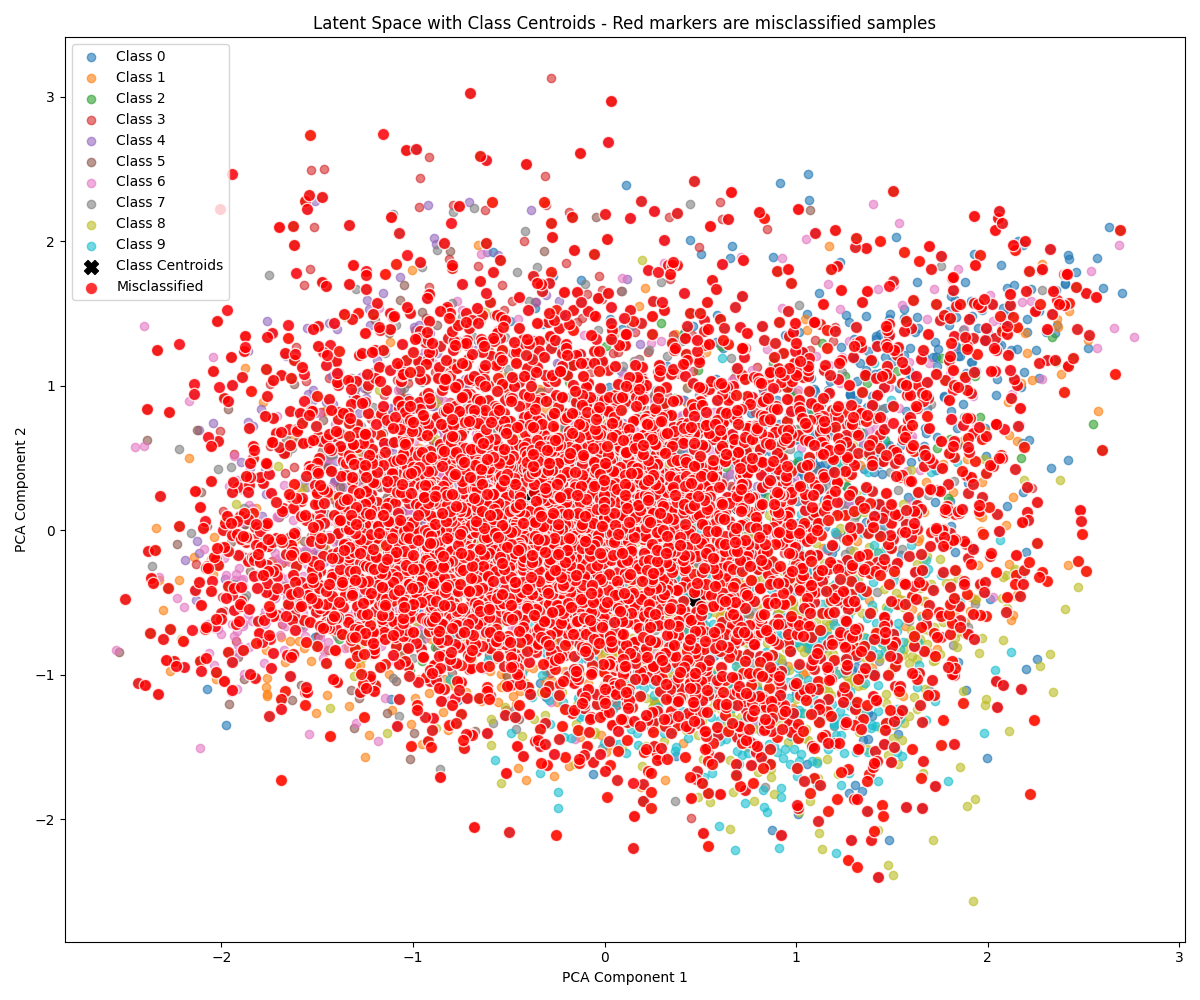 Latent Space with Class Centroids - Red markers are misclassified samples
Class 0
Class 1
Class 2
Class 3
Class 4
Class 5
Class 6
Class 7
Class 8
Class 9
Class Centroids
Misclassified
PCA Component 2
3
2
1
0
−1
−2
−2
−1
0
1
2
3
PCA Component 1